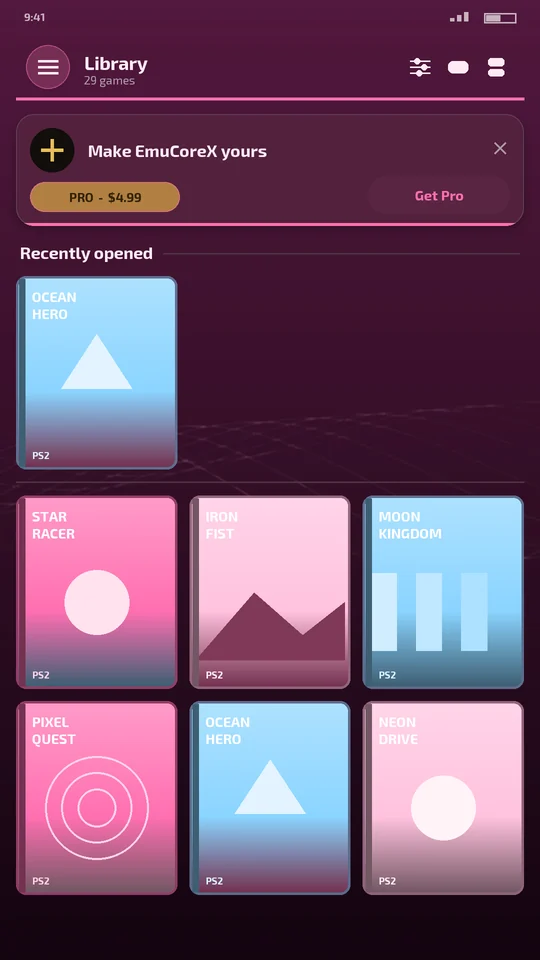 9:41
Library
29 games
Make EmuCoreX yours
PRO - $4.99
Get Pro
Recently opened
OCEAN
HERO
PS2
STAR
RACER
PS2
IRON
FIST
PS2
MOON
KINGDOM
PS2
PIXEL
QUEST
PS2
OCEAN
HERO
PS2
NEON
DRIVE
PS2